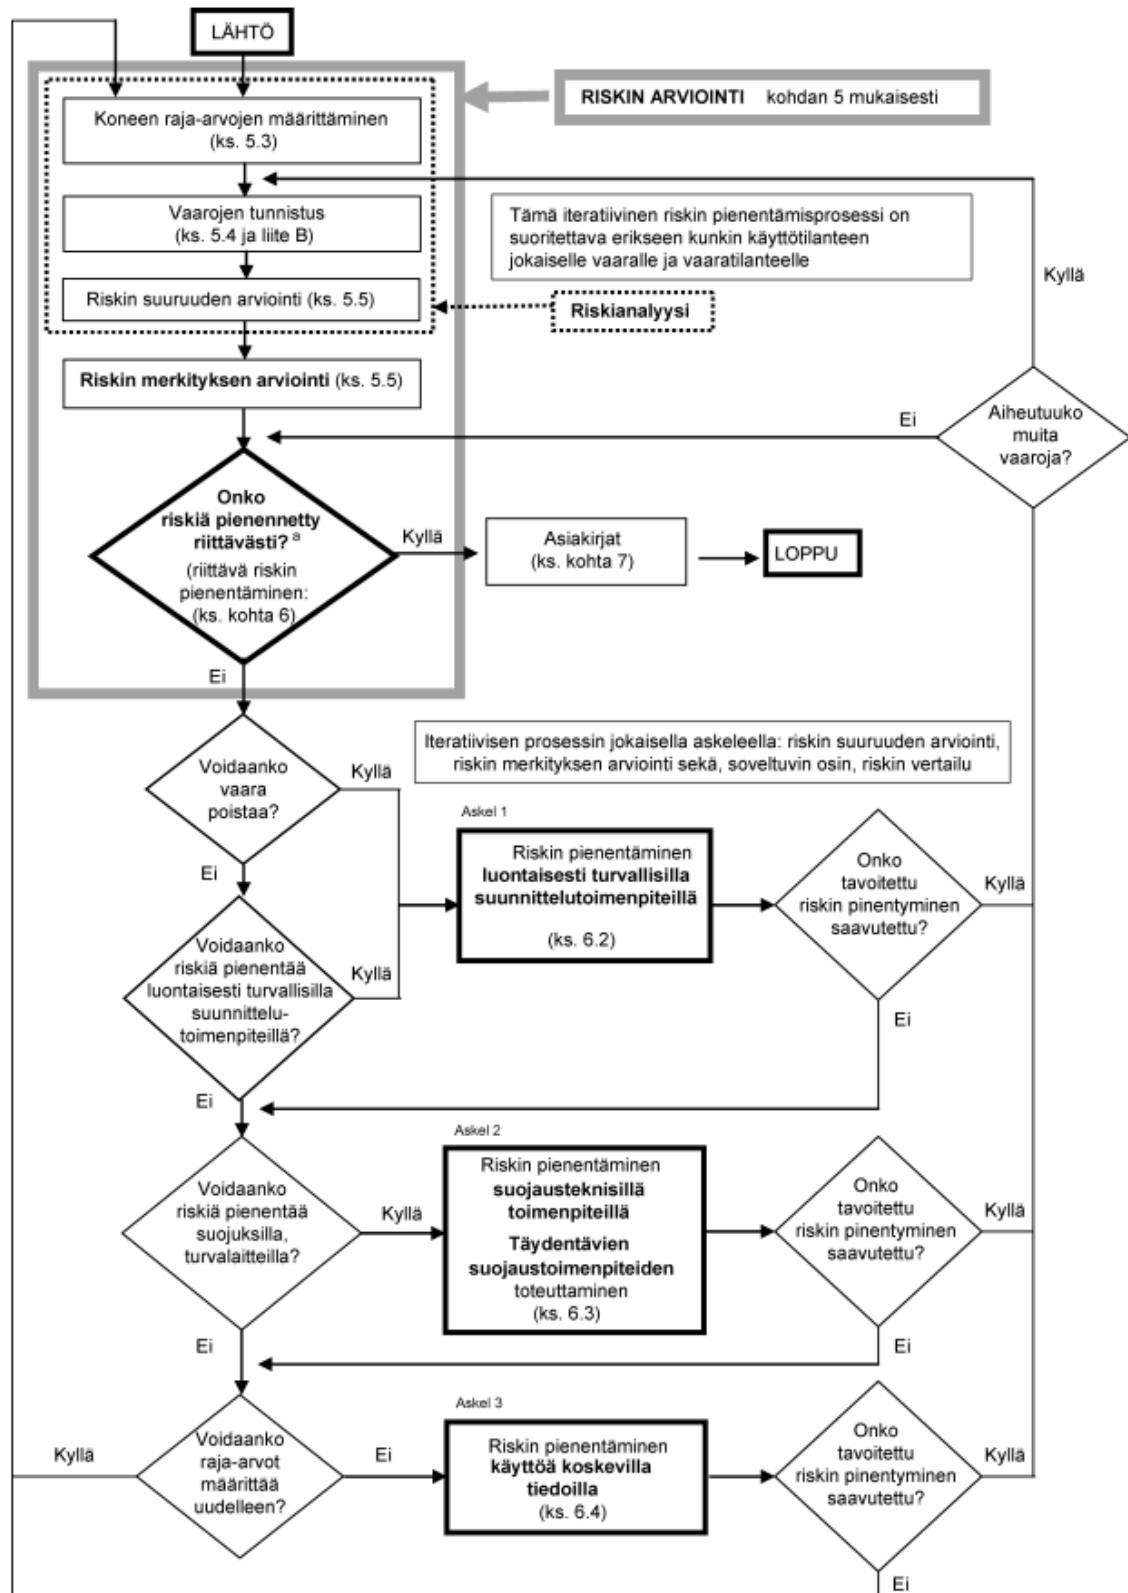 LÄHTÖ
RISKIN ARVIOINTI kohdan 5 mukaisesti
Koneen raja-arvojen määrittäminen
(ks. 5.3)
Vaarojen tunnistus
(ks. 5.4 ja liite B)
Tämä iteratiivinen riskin pienentämisprosessi on
suoritettava erikseen kunkin käyttötilanteen
jokaiselle vaaralle ja vaaratilanteelle
Kyllä
Riskin suuruuden arviointi (ks. 5.5)
Riskianalyysi
Riskin merkityksen arviointi (ks. 5.5)
Ei
Aiheutuuko
muita
vaaroja?
Onko
riskiä pienennetty
riittävästi? a
(riittävä riskin
pienentäminen:
(ks. kohta 6)
Kyllä
Asiakirjat
(ks. kohta 7)
LOPPU
Ei
Iteratiivisen prosessin jokaisella askeleella: riskin suuruuden arviointi,
riskin merkityksen arviointi sekä, soveltuvin osin, riskin vertailu
Voidaanko
vaara
poistaa?
Kyllä
Ei
Askel 1
Riskin pienentäminen
luontaisesti turvallisilla
suunnittelutoimenpiteillä
(ks. 6.2)
Onko
tavoitettu
riskin pinentyminen
saavutettu?
Kyllä
Voidaanko
riskiä pienentää
luontaisesti turvallisilla
suunnittelu-
toimenpiteillä?
Kyllä
Ei
Ei
Askel 2
Voidaanko
riskiä pienentää
suojuksilla,
turvalaitteilla?
Kyllä
Riskin pienentäminen
suojausteknisillä
toimenpiteillä
Täydentävien
suojaustoimenpiteiden
toteuttaminen
(ks. 6.3)
Onko
tavoitettu
riskin pinentyminen
saavutettu?
Kyllä
Ei
Ei
Askel 3
Kyllä
Voidaanko
raja-arvot
määrittää
uudelleen?
Ei
Riskin pienentäminen
käyttöä koskevilla
tiedoilla
(ks. 6.4)
Onko
tavoitettu
riskin pinentyminen
saavutettu?
Kyllä
Ei